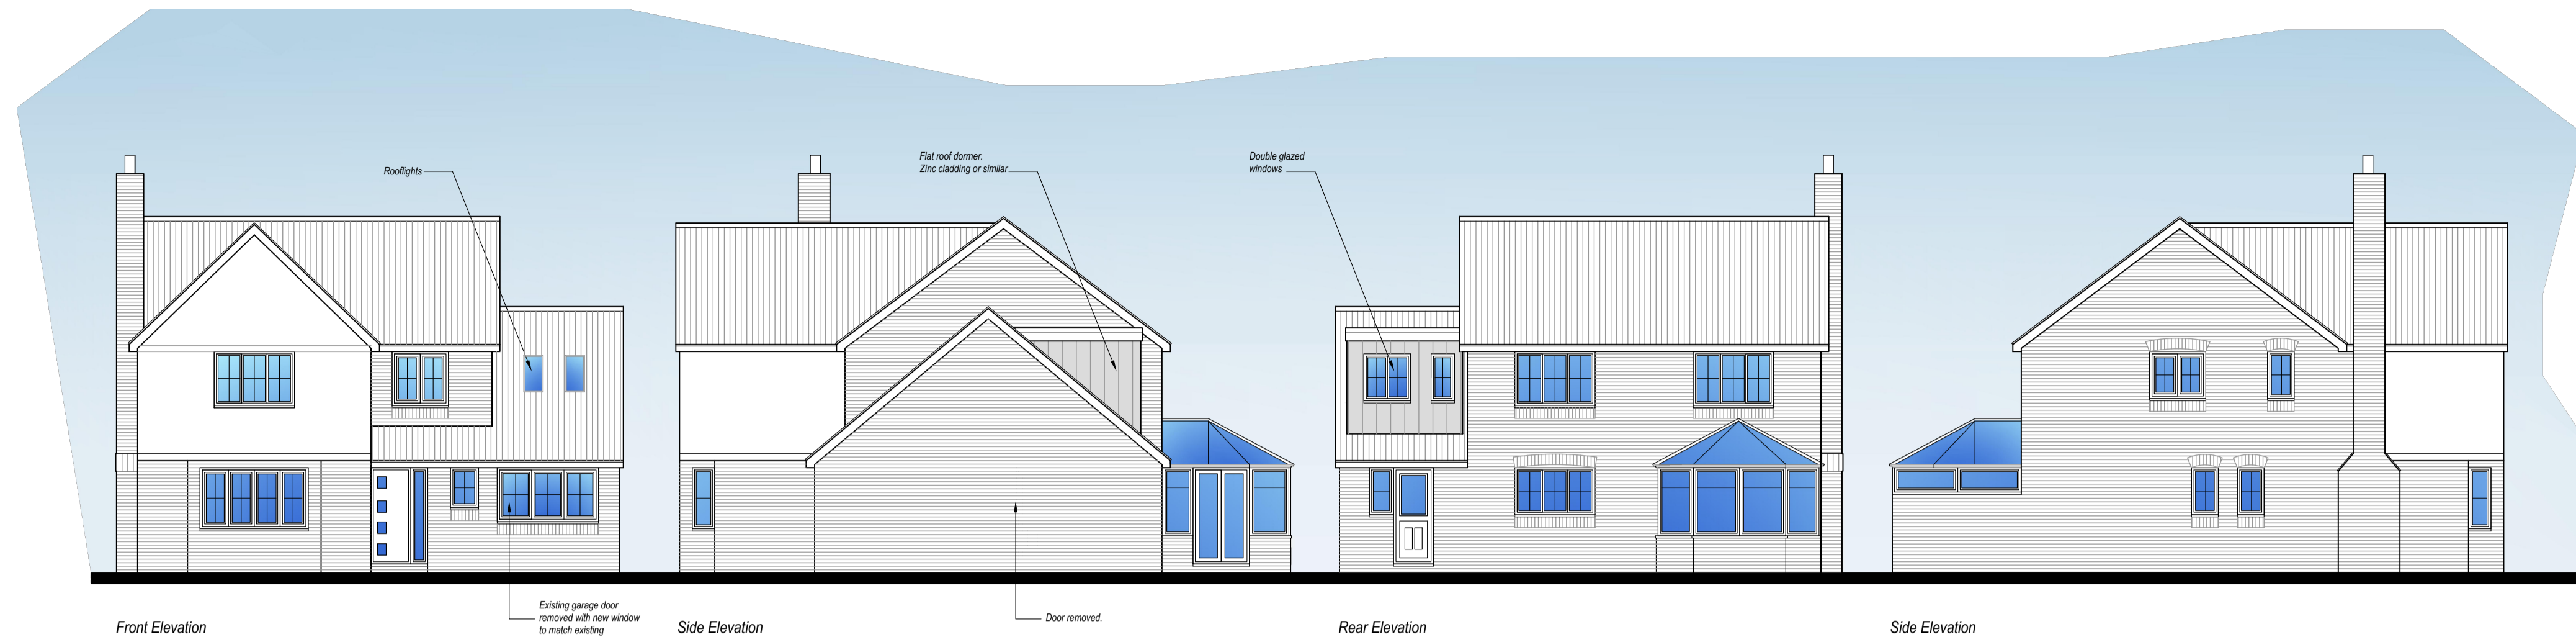 Rooflights
Flat roof dormer.
Zinc cladding or similar
Double glazed
windows
Existing garage door
removed with new window
to match existing
Door removed.
Front Elevation
Side Elevation
Rear Elevation
Side Elevation